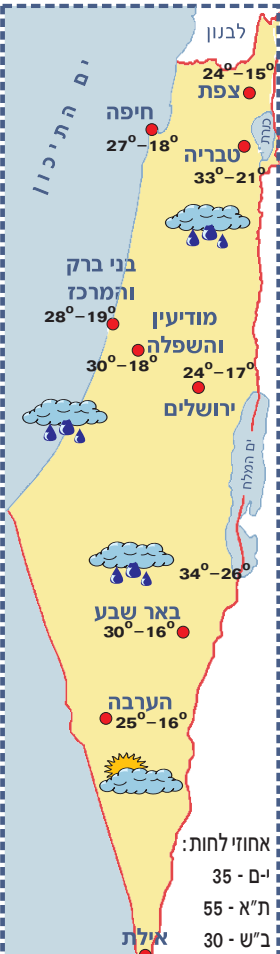 לבנון
24°–15°
צפת
ים התיכון
חיפה
27°–18°
כנרת
טבריה
33°–21°
בני ברק
והמרכז
28°–19°
מודיעין
והשפלה
30°–18°
24°–17°
ירושלים
ים המלח
34°–26°
באר שבע
30°–16°
הערבה
25°–16°
אחוזי לחות:
י-ם - 35
ת"א - 55
ב"ש - 30
אילת